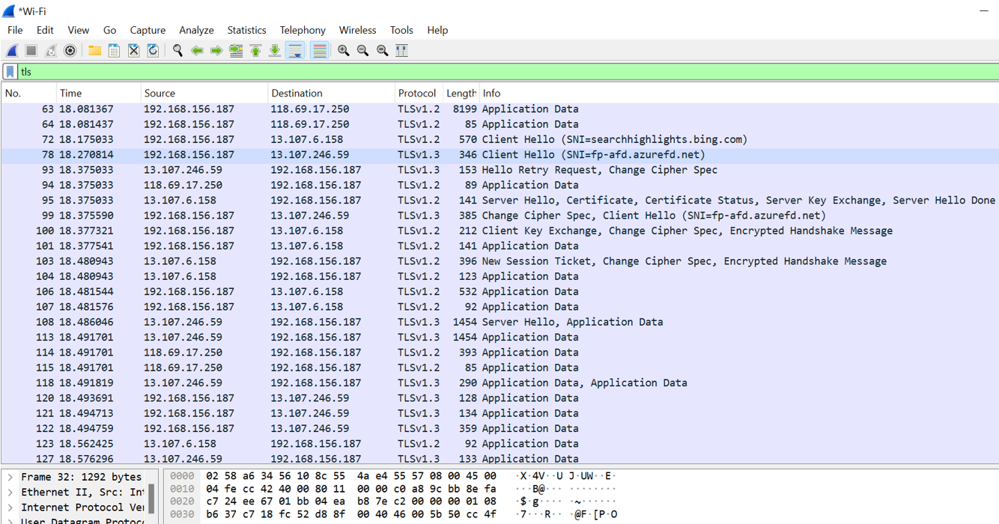 *Wi-Fi
File Edit View Go Capture Analyze Statistics Telephony Wireless Tools Help
tls
No. Time Source Destination Protocol Length Info
63 18.081367 192.168.156.187 118.69.17.250 TLSv1.2 8199 Application Data
64 18.081437 192.168.156.187 118.69.17.250 TLSv1.2 85 Application Data
72 18.175033 192.168.156.187 13.107.6.158 TLSv1.2 570 Client Hello (SNI=searchhighlights.bing.com)
78 18.270814 192.168.156.187 13.107.246.59 TLSv1.3 346 Client Hello (SNI=fp-afd.azurefd.net)
93 18.375033 13.107.246.59 192.168.156.187 TLSv1.3 153 Hello Retry Request, Change Cipher Spec
94 18.375033 118.69.17.250 192.168.156.187 TLSv1.2 89 Application Data
95 18.375033 13.107.6.158 192.168.156.187 TLSv1.2 141 Server Hello, Certificate, Certificate Status, Server Key Exchange, Server Hello Done
99 18.375590 192.168.156.187 13.107.246.59 TLSv1.3 385 Change Cipher Spec, Client Hello (SNI=fp-afd.azurefd.net)
100 18.377321 192.168.156.187 13.107.6.158 TLSv1.2 212 Client Key Exchange, Change Cipher Spec, Encrypted Handshake Message
101 18.377541 192.168.156.187 13.107.6.158 TLSv1.2 141 Application Data
103 18.480943 13.107.6.158 192.168.156.187 TLSv1.2 396 New Session Ticket, Change Cipher Spec, Encrypted Handshake Message
104 18.480943 13.107.6.158 192.168.156.187 TLSv1.2 123 Application Data
106 18.481544 192.168.156.187 13.107.6.158 TLSv1.2 532 Application Data
107 18.481576 192.168.156.187 13.107.6.158 TLSv1.2 92 Application Data
108 18.486046 13.107.246.59 192.168.156.187 TLSv1.3 1454 Server Hello, Application Data
113 18.491701 13.107.246.59 192.168.156.187 TLSv1.3 1454 Application Data
114 18.491701 118.69.17.250 192.168.156.187 TLSv1.2 393 Application Data
115 18.491701 118.69.17.250 192.168.156.187 TLSv1.2 85 Application Data
118 18.491819 13.107.246.59 192.168.156.187 TLSv1.3 290 Application Data, Application Data
120 18.493691 192.168.156.187 13.107.246.59 TLSv1.3 128 Application Data
121 18.494713 192.168.156.187 13.107.246.59 TLSv1.3 134 Application Data
122 18.494759 192.168.156.187 13.107.246.59 TLSv1.3 359 Application Data
123 18.562425 13.107.6.158 192.168.156.187 TLSv1.2 92 Application Data
127 18.576296 13.107.246.59 192.168.156.187 TLSv1.3 133 Application Data
Frame 32: 1292 bytes
Ethernet II, Src: Int
Internet Protocol Ver
User Datagram Protoc
0000 02 58 a6 34 56 10 8c 55 4a e4 55 57 08 00 45 00 ·X·4V··U J·UW··E·
0010 04 fe cc 42 40 00 80 11 00 00 c0 a8 9c bb 8e fa ···B@··· ········
0020 c7 24 ee 67 01 bb 04 ea b8 7e c2 00 00 00 01 08 ·$·g···· ·~······
0030 b6 37 c7 18 fc 52 d8 8f 00 40 46 00 5b 50 cc 4f ·7···R·· ·@F·[P·O